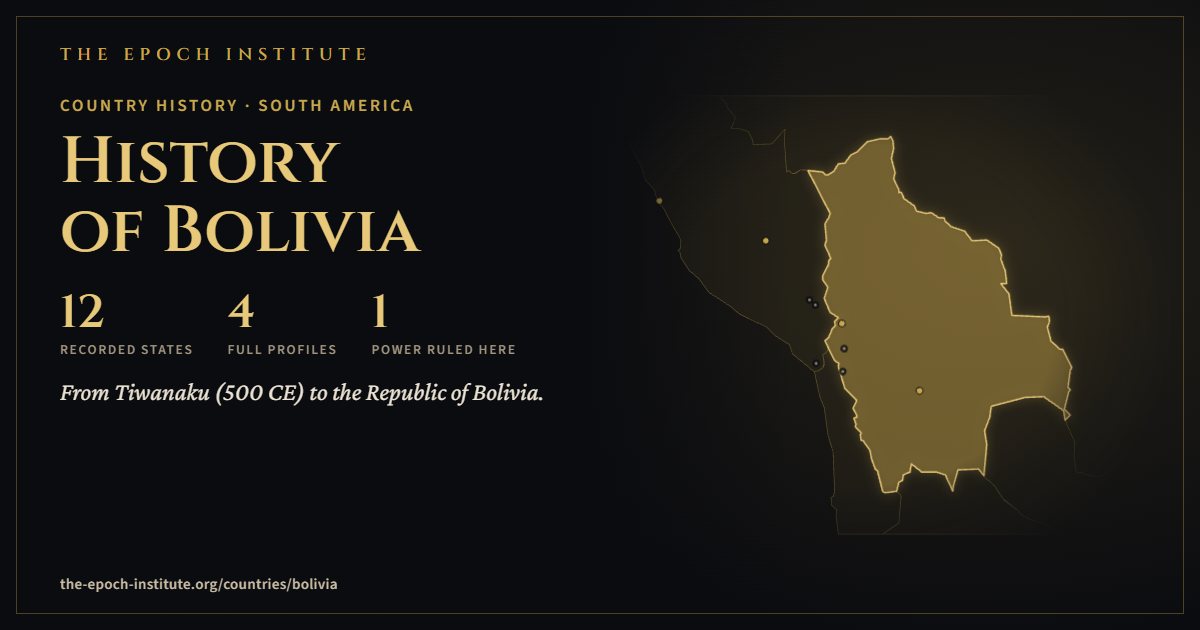 THE EPOCH INSTITUTE
COUNTRY HISTORY · SOUTH AMERICA
History
of Bolivia
12 4 1
RECORDED STATES FULL PROFILES POWER RULED HERE
From Tiwanaku (500 CE) to the Republic of Bolivia.
the-epoch-institute.org/countries/bolivia